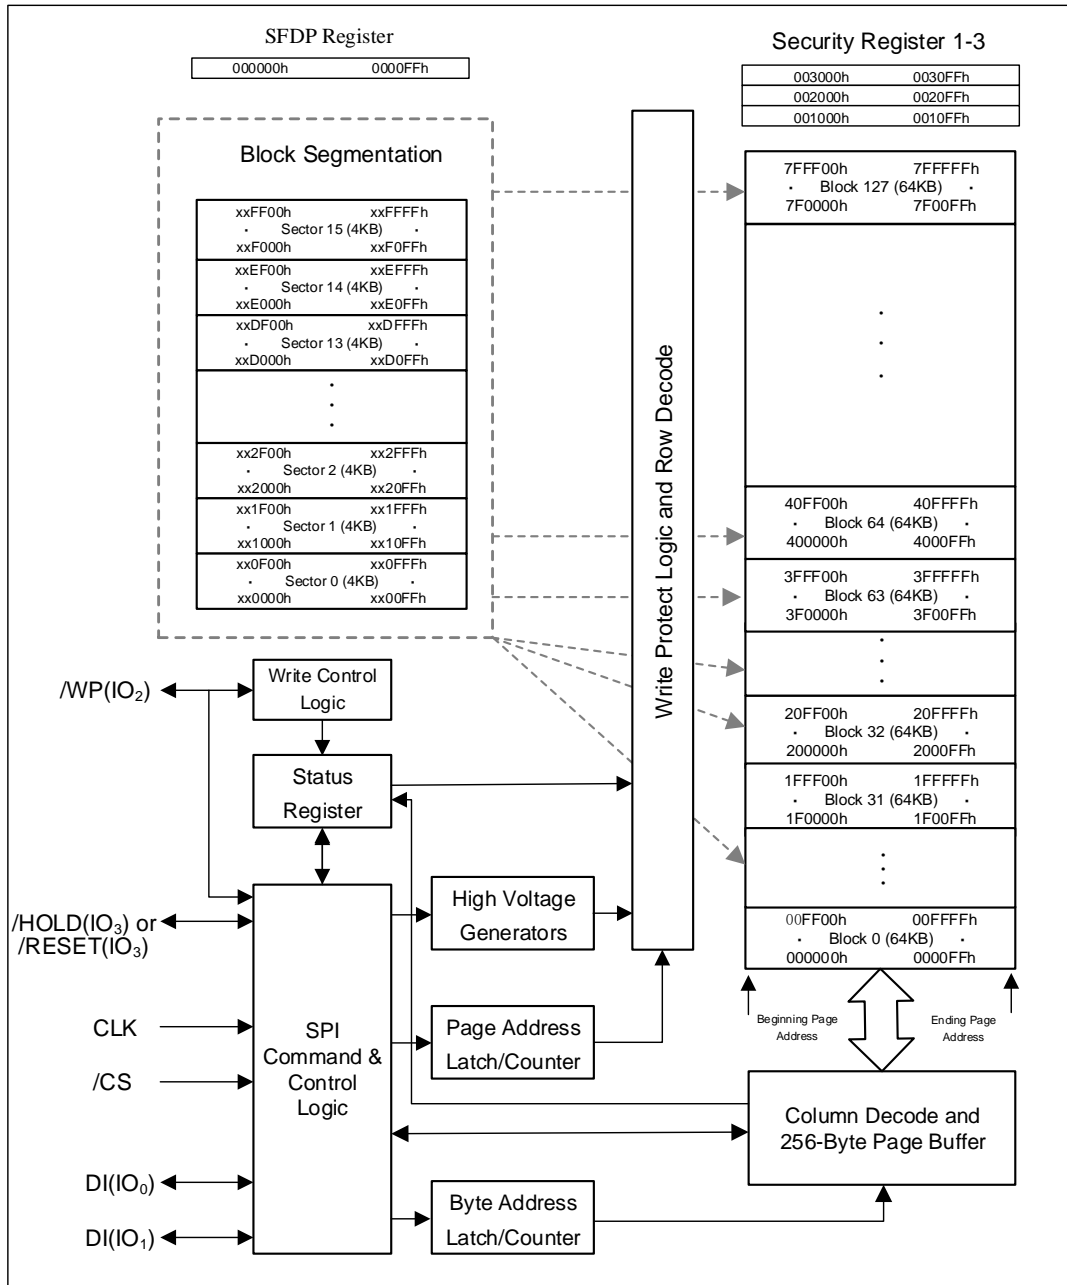 SFDP Register
000000h 0000FFh
Security Register 1-3
003000h 0030FFh
002000h 0020FFh
001000h 0010FFh
Block Segmentation
xxFF00h xxFFFFh
· Sector 15 (4KB) ·
xxF000h xxF0FFh
xxEF00h xxEFFFh
· Sector 14 (4KB) ·
xxE000h xxE0FFh
xxDF00h xxDFFFh
· Sector 13 (4KB) ·
xxD000h xxD0FFh
xx2F00h xx2FFFh
· Sector 2 (4KB) ·
xx2000h xx20FFh
xx1F00h xx1FFFh
· Sector 1 (4KB) ·
xx1000h xx10FFh
xx0F00h xx0FFFh
· Sector 0 (4KB) ·
xx0000h xx00FFh
Write Protect Logic and Row Decode
7FFF00h 7FFFFFh
· Block 127 (64KB) ·
7F0000h 7F00FFh
40FF00h 40FFFFh
· Block 64 (64KB) ·
400000h 4000FFh
3FFF00h 3FFFFFh
· Block 63 (64KB) ·
3F0000h 3F00FFh
20FF00h 20FFFFh
· Block 32 (64KB) ·
200000h 2000FFh
1FFF00h 1FFFFFh
· Block 31 (64KB) ·
1F0000h 1F00FFh
00FF00h 00FFFFh
· Block 0 (64KB) ·
000000h 0000FFh
Beginning Page
Address
Ending Page
Address
/WP(IO₂)
Write Control
Logic
Status
Register
/HOLD(IO₃) or
/RESET(IO₃)
CLK
/CS
DI(IO₀)
DI(IO₁)
SPI
Command &
Control
Logic
High Voltage
Generators
Page Address
Latch/Counter
Byte Address
Latch/Counter
Column Decode and
256-Byte Page Buffer